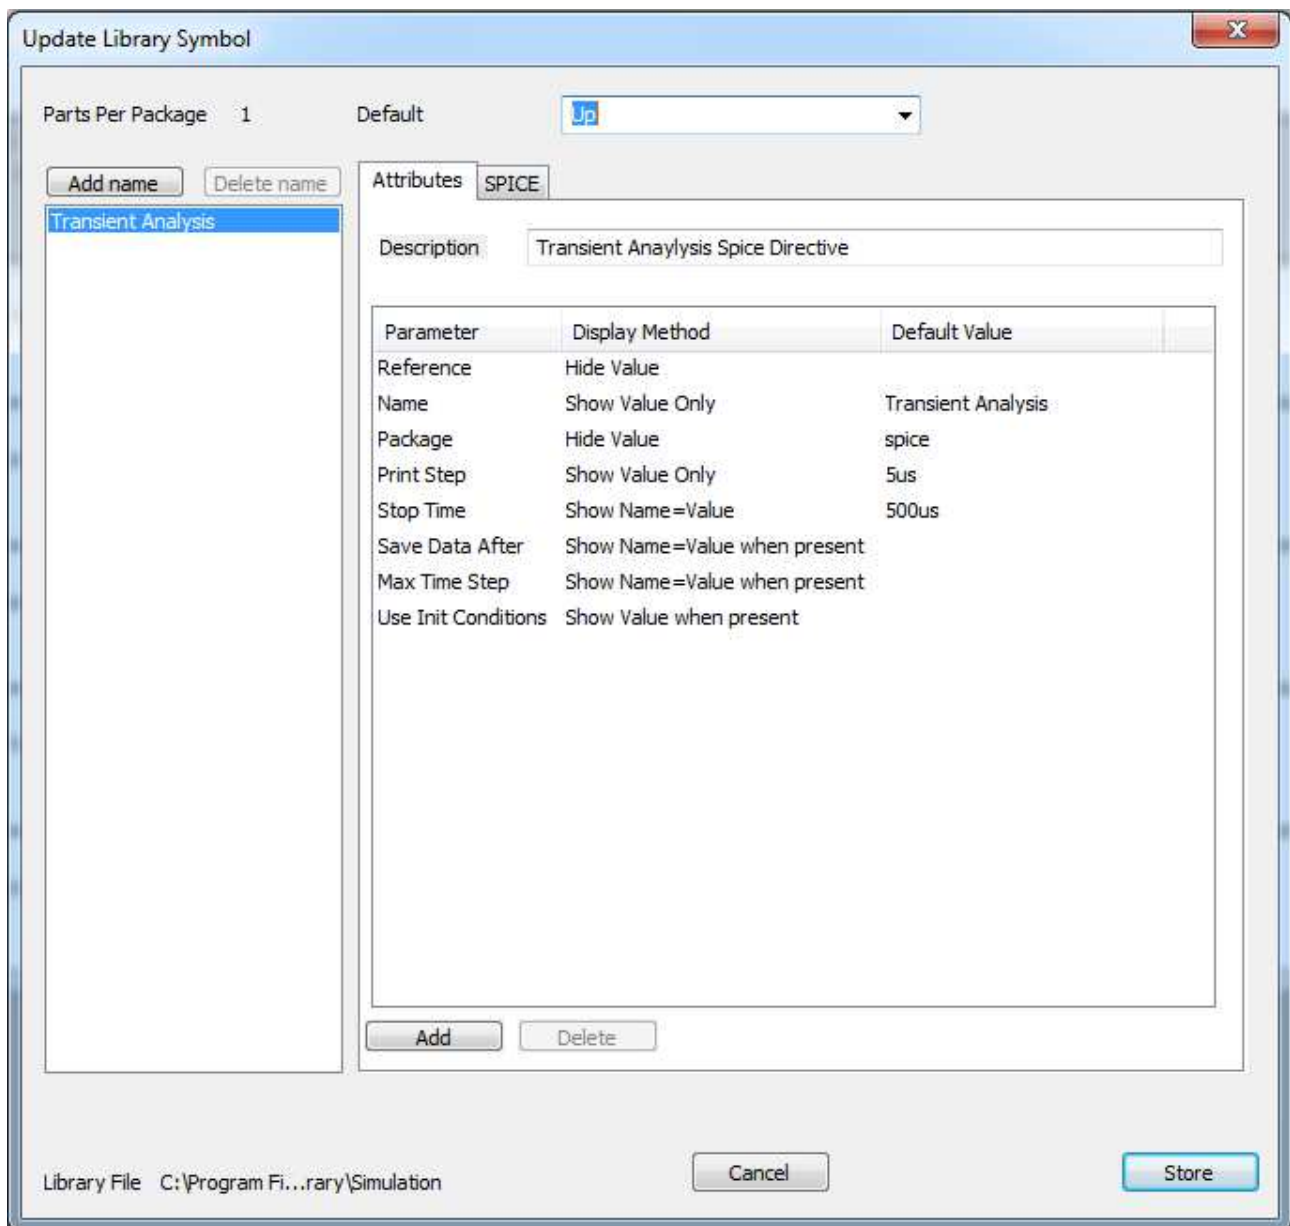 Update Library Symbol
X
Parts Per Package 1 Default Up
Add name Delete name Attributes SPICE
Transient Analysis
Description Transient Anaylysis Spice Directive
Parameter Display Method Default Value
Reference Hide Value
Name Show Value Only Transient Analysis
Package Hide Value spice
Print Step Show Value Only 5us
Stop Time Show Name=Value 500us
Save Data After Show Name=Value when present
Max Time Step Show Name=Value when present
Use Init Conditions Show Value when present
Add Delete
Library File C:\Program Fi...rary\Simulation Cancel Store